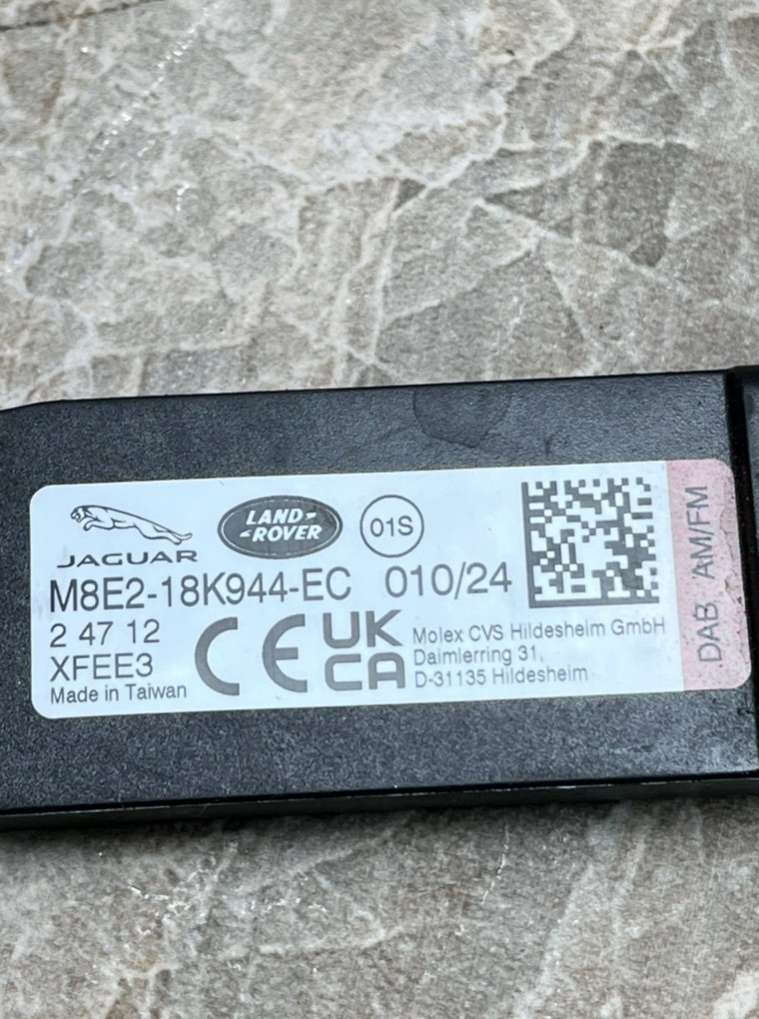 JAGUAR
LAND-
-ROVER
01S
M8E2-18K944-EC 010/24
2 47 12
XFEE3
Made in Taiwan
CE
UK
CA
Molex CVS Hildesheim GmbH
Daimlerring 31,
D-31135 Hildesheim
DAB AM/FM